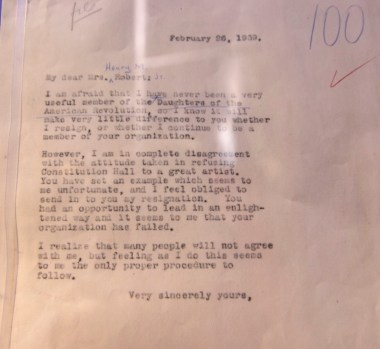 file
100
February 26, 1939.
Henry M.
My dear Mrs. Robert, Jr.:
I am afraid that I have never been a very
useful member of the Daughters of the
American Revolution, so I know it will
make very little difference to you whether
I resign, or whether I continue to be a
member of your organization.
However, I am in complete disagreement
with the attitude taken in refusing
Constitution Hall to a great artist.
You have set an example which seems to
me unfortunate, and I feel obliged to
send in to you my resignation. You
had an opportunity to lead in an enligh-
tened way and it seems to me that your
organization has failed.
I realize that many people will not agree
with me, but feeling as I do this seems
to me the only proper procedure to
follow.
Very sincerely yours,